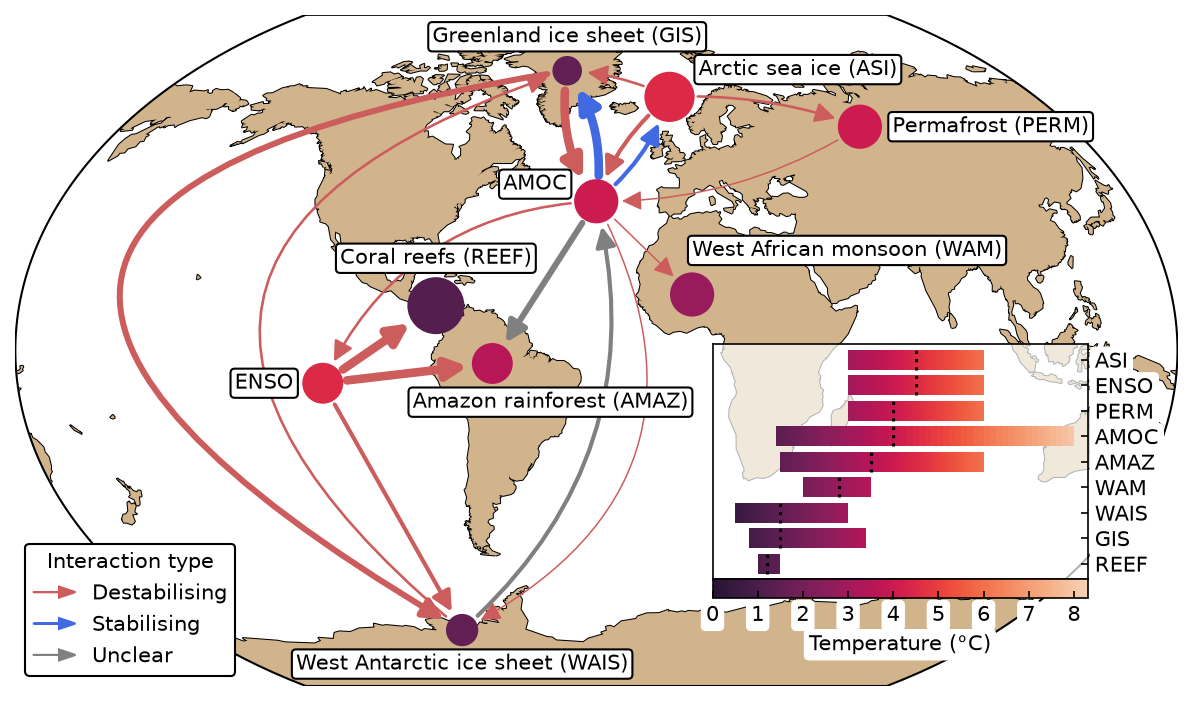 Greenland ice sheet (GIS)
Arctic sea ice (ASI)
Permafrost (PERM)
AMOC
West African monsoon (WAM)
Coral reefs (REEF)
ENSO
Amazon rainforest (AMAZ)
ASI
ENSO
PERM
AMOC
AMAZ
WAM
WAIS
GIS
REEF
0 1 2 3 4 5 6 7 8
Temperature (°C)
Interaction type
Destabilising
Stabilising
Unclear
West Antarctic ice sheet (WAIS)